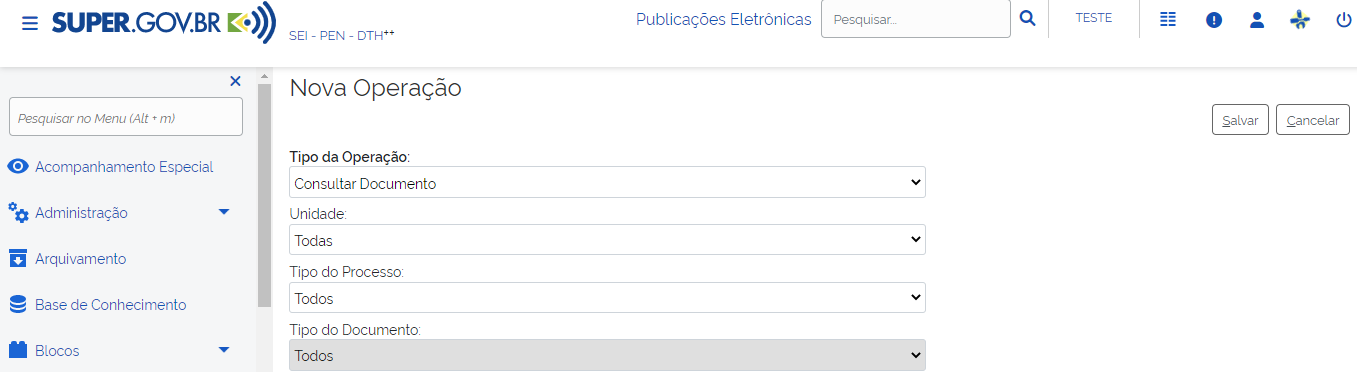 SUPER.GOV.BR
SEI - PEN - DTH++
Publicações Eletrônicas
Pesquisar...
TESTE
Pesquisar no Menu (Alt + m)
Acompanhamento Especial
Administração
Arquivamento
Base de Conhecimento
Blocos
Nova Operação
Salvar
Cancelar
Tipo da Operação:
Consultar Documento
Unidade:
Todas
Tipo do Processo:
Todos
Tipo do Documento:
Todos